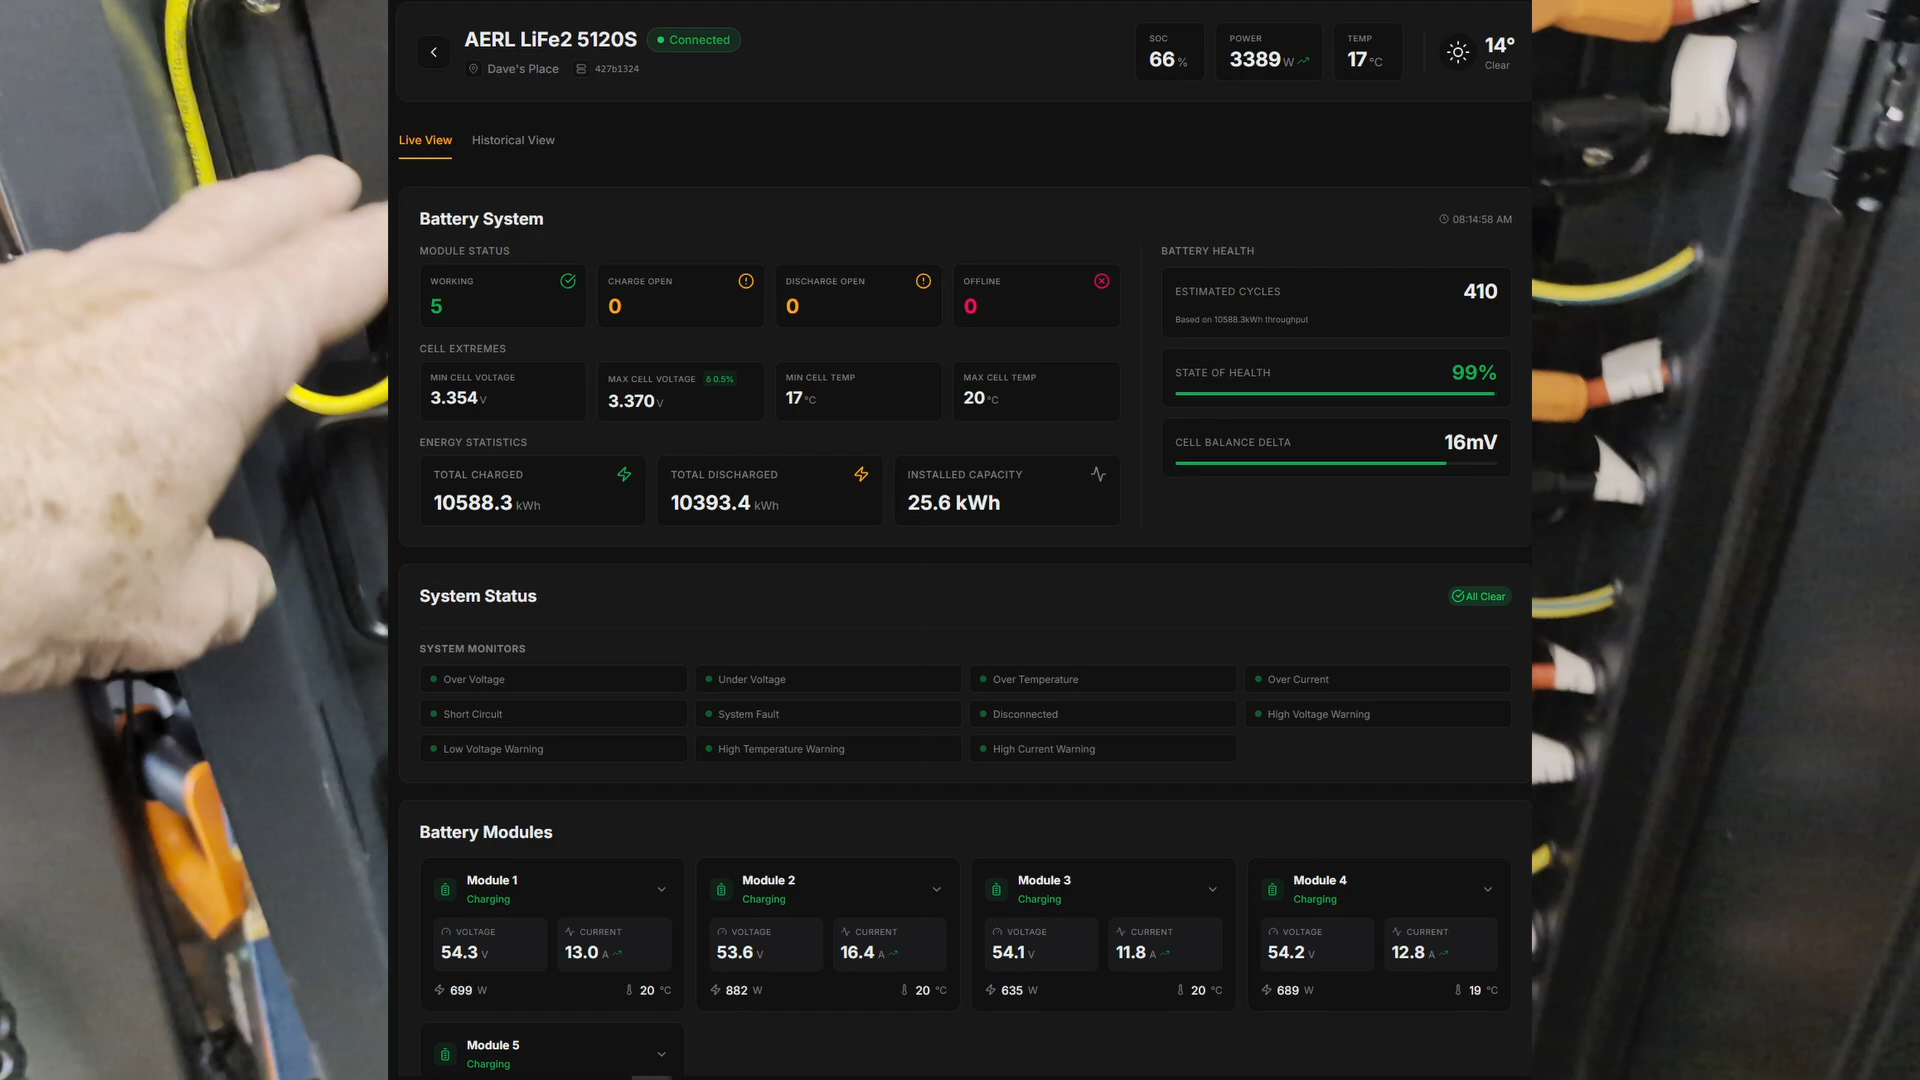 AERL LiFe2 5120S
Connected
Dave's Place
427b1324
SOC
66 %
POWER
3389 W
TEMP
17 °C
14°
Clear
Live View
Historical View
Battery System
08:14:58 AM
MODULE STATUS
WORKING
5
CHARGE OPEN
0
DISCHARGE OPEN
0
OFFLINE
0
CELL EXTREMES
MIN CELL VOLTAGE
3.354 V
MAX CELL VOLTAGE δ 0.5%
3.370 V
MIN CELL TEMP
17 °C
MAX CELL TEMP
20 °C
ENERGY STATISTICS
TOTAL CHARGED
10588.3 kWh
TOTAL DISCHARGED
10393.4 kWh
INSTALLED CAPACITY
25.6 kWh
BATTERY HEALTH
ESTIMATED CYCLES
410
Based on 10588.3kWh throughput
STATE OF HEALTH
99%
CELL BALANCE DELTA
16mV
System Status
All Clear
SYSTEM MONITORS
Over Voltage
Under Voltage
Over Temperature
Over Current
Short Circuit
System Fault
Disconnected
High Voltage Warning
Low Voltage Warning
High Temperature Warning
High Current Warning
Battery Modules
Module 1
Charging
VOLTAGE
54.3 V
CURRENT
13.0 A
699 W
20 °C
Module 2
Charging
VOLTAGE
53.6 V
CURRENT
16.4 A
882 W
20 °C
Module 3
Charging
VOLTAGE
54.1 V
CURRENT
11.8 A
635 W
20 °C
Module 4
Charging
VOLTAGE
54.2 V
CURRENT
12.8 A
689 W
19 °C
Module 5
Charging